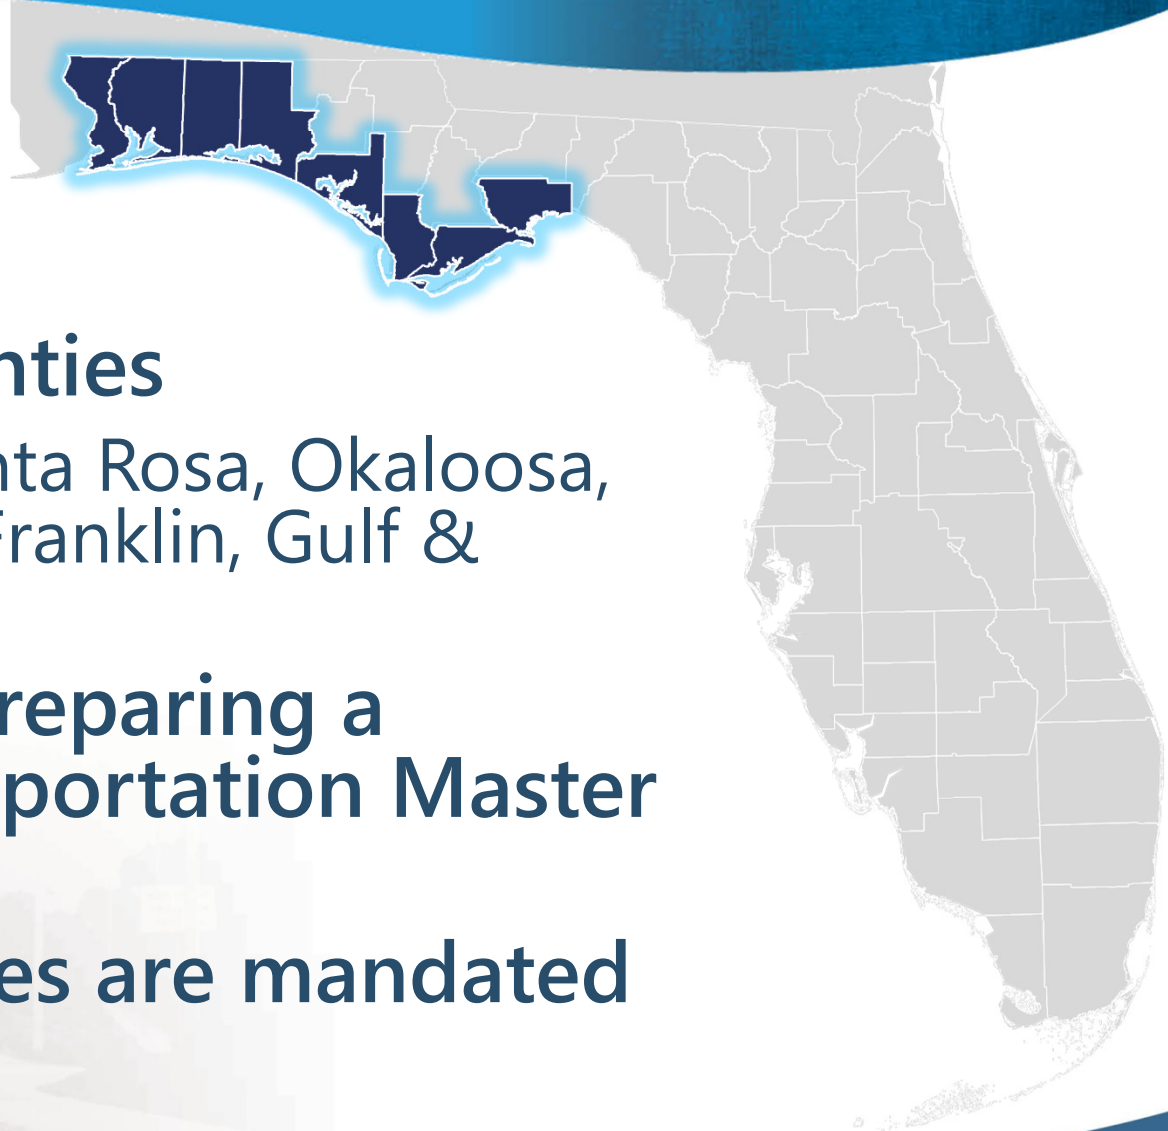 nties
nta Rosa, Okaloosa,
Franklin, Gulf &
reparing a
portation Master
es are mandated